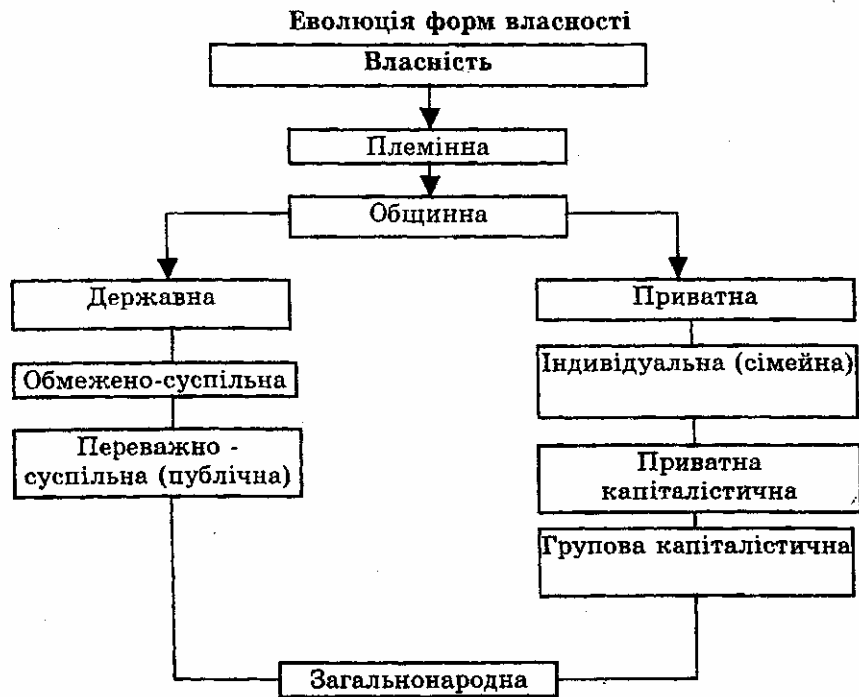 Еволюція форм власності
Власність
Племінна
Общинна
Державна
Приватна
Обмежено-суспільна
Індивідуальна (сімейна)
Переважно -
суспільна (публічна)
Приватна
капіталістична
Групова капіталістична
Загальнонародна